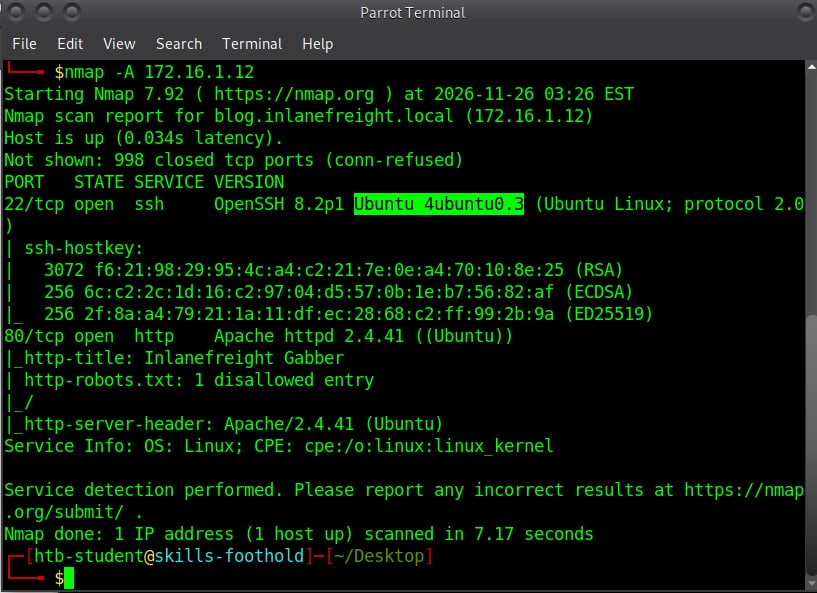 Parrot Terminal
File Edit View Search Terminal Help
$nmap -A 172.16.1.12
Starting Nmap 7.92 ( https://nmap.org ) at 2026-11-26 03:26 EST
Nmap scan report for blog.inlanefreight.local (172.16.1.12)
Host is up (0.034s latency).
Not shown: 998 closed tcp ports (conn-refused)
PORT   STATE SERVICE VERSION
22/tcp open  ssh     OpenSSH 8.2p1 Ubuntu 4ubuntu0.3 (Ubuntu Linux; protocol 2.0
)
| ssh-hostkey:
|   3072 f6:21:98:29:95:4c:a4:c2:21:7e:0e:a4:70:10:8e:25 (RSA)
|   256 6c:c2:2c:1d:16:c2:97:04:d5:57:0b:1e:b7:56:82:af (ECDSA)
|_  256 2f:8a:a4:79:21:1a:11:df:ec:28:68:c2:ff:99:2b:9a (ED25519)
80/tcp open  http    Apache httpd 2.4.41 ((Ubuntu))
|_http-title: Inlanefreight Gabber
| http-robots.txt: 1 disallowed entry
|_/
|_http-server-header: Apache/2.4.41 (Ubuntu)
Service Info: OS: Linux; CPE: cpe:/o:linux:linux_kernel

Service detection performed. Please report any incorrect results at https://nmap
.org/submit/ .
Nmap done: 1 IP address (1 host up) scanned in 7.17 seconds
┌─[htb-student@skills-foothold]─[~/Desktop]
└──╼ $